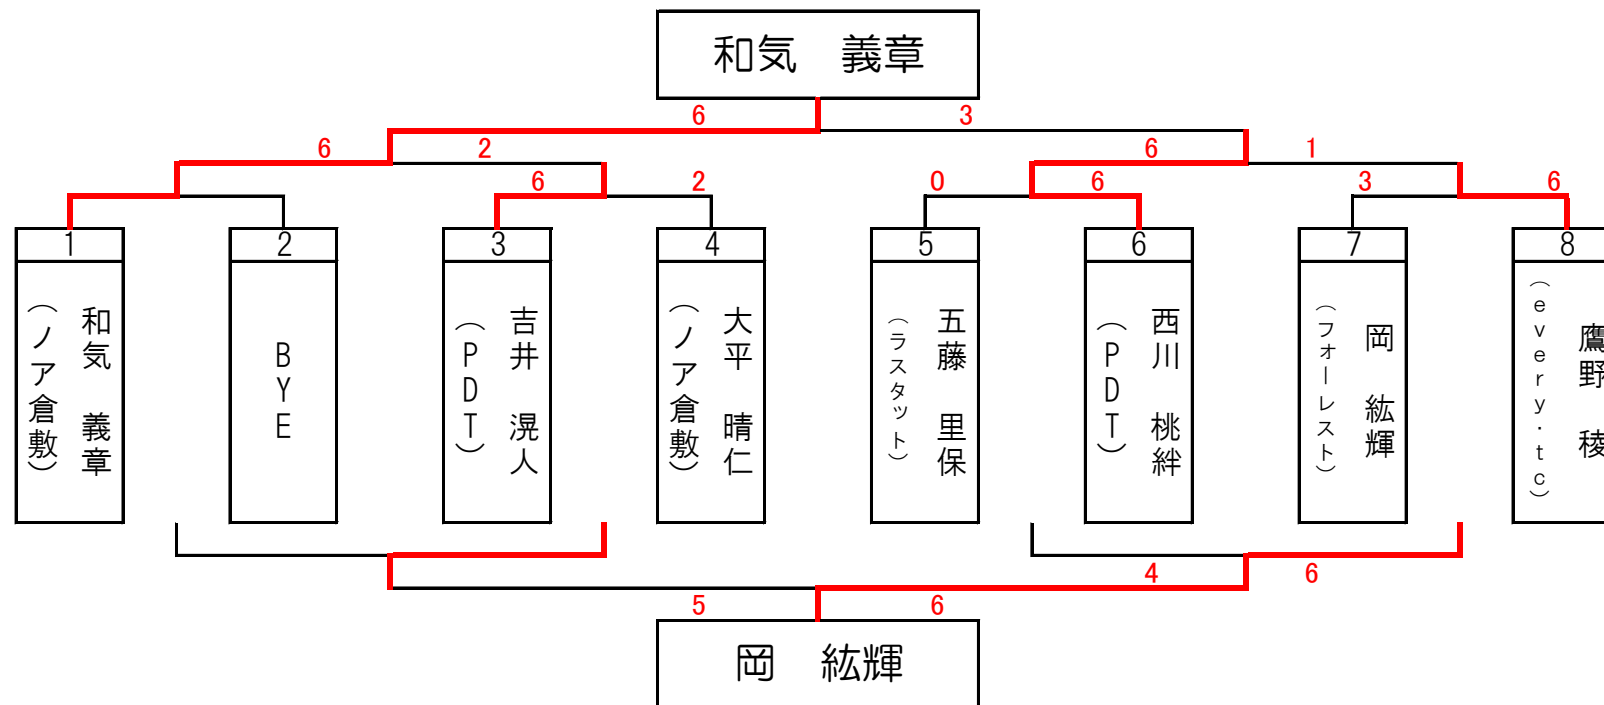 和気　義章
6　3
6　2　6　1
6　2　0　6　3　6
1　2　3　4　5　6　7　8
和気　義章
（ノア倉敷）
BYE
吉井　滉人
（PDT）
大平　晴仁
（ノア倉敷）
五藤　里保
（ラスタット）
西川　桃絆
（PDT）
岡　紘輝
（フォーレスト）
鷹野　稜
（every・tc）
4　6
5　6
岡　紘輝